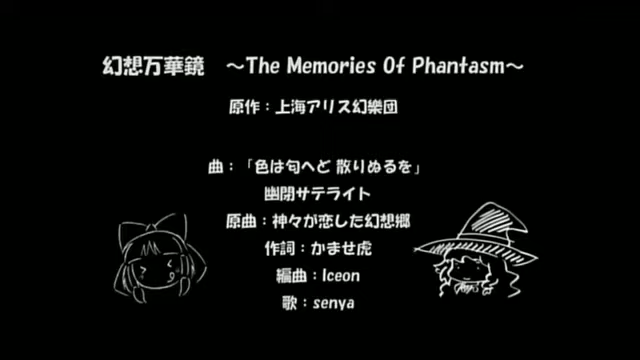 幻想万華鏡　～The Memories Of Phantasm～
原作：上海アリス幻樂団
曲：「色は匂へど 散りぬるを」
幽閉サテライト
原曲：神々が恋した幻想郷
作詞：かませ虎
編曲：Iceon
歌：senya